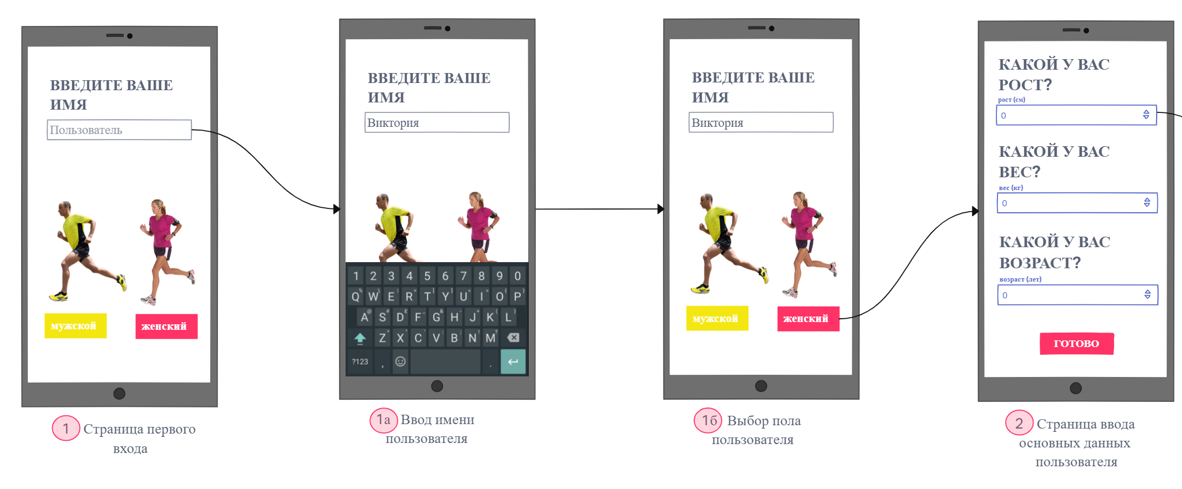 ВВЕДИТЕ ВАШЕ
ИМЯ
Пользователь
мужской
женский
1 Страница первого
входа
ВВЕДИТЕ ВАШЕ
ИМЯ
Виктория
1 2 3 4 5 6 7 8 9 0
Q W E R T Y U I O P
A S D F G H J K L
Z X C V B N M
?123 , .
1а Ввод имени
пользователя
ВВЕДИТЕ ВАШЕ
ИМЯ
Виктория
мужской
женский
1б Выбор пола
пользователя
КАКОЙ У ВАС
РОСТ?
рост (см)
0
КАКОЙ У ВАС
ВЕС?
вес (кг)
0
КАКОЙ У ВАС
ВОЗРАСТ?
возраст (лет)
0
ГОТОВО
2 Страница ввода
основных данных
пользователя